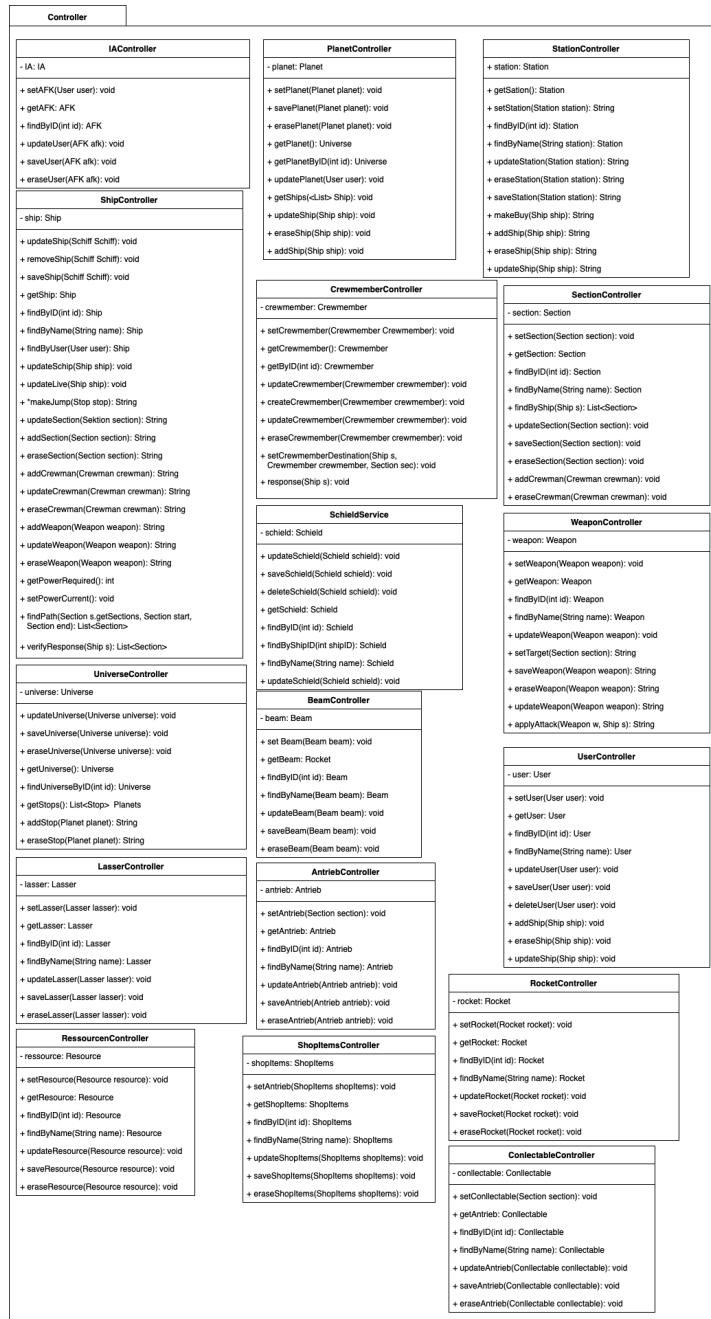 Controller
IAController
- IA: IA
+ setAFK(User user): void
+ getAFK: AFK
+ findByID(int id): AFK
+ updateUser(AFK afk): void
+ saveUser(AFK afk): void
+ eraseUser(AFK afk): void
PlanetController
- planet: Planet
+ setPlanet(Planet planet): void
+ savePlanet(Planet planet): void
+ erasePlanet(Planet planet): void
+ getPlanet(): Universe
+ getPlanetByID(int id): Universe
+ updatePlanet(User user): void
+ getShips(<List> Ship): void
+ updateShip(Ship ship): void
+ eraseShip(Ship ship): void
+ addShip(Ship ship): void
StationController
+ station: Station
+ getSation(): Station
+ setStation(Station station): String
+ findByID(int id): Station
+ findByName(String station): Station
+ updateStation(Station station): String
+ eraseStation(Station station): String
+ saveStation(Station station): String
+ makeBuy(Ship ship): String
+ addShip(Ship ship): String
+ eraseShip(Ship ship): String
+ updateShip(Ship ship): String
ShipController
- ship: Ship
+ updateShip(Schiff Schiff): void
+ removeShip(Schiff Schiff): void
+ saveShip(Schiff Schiff): void
+ getShip: Ship
+ findByID(int id): Ship
+ findByName(String name): Ship
+ findByUser(User user): Ship
+ updateSchip(Ship ship): void
+ updateLive(Ship ship): void
+ *makeJump(Stop stop): String
+ updateSection(Sektion section): String
+ addSection(Section section): String
+ eraseSection(Section section): String
+ addCrewman(Crewman crewman): String
+ updateCrewman(Crewman crewman): String
+ eraseCrewman(Crewman crewman): String
+ addWeapon(Weapon weapon): String
+ updateWeapon(Weapon weapon): String
+ eraseWeapon(Weapon weapon): String
+ getPowerRequired(): int
+ setPowerCurrent(): void
+ findPath(Section s.getSections, Section start,
Section end): List<Section>
+ verifyResponse(Ship s): List<Section>
CrewmemberController
- crewmember: Crewmember
+ setCrewmember(Crewmember Crewmember): void
+ getCrewmember(): Crewmember
+ getByID(int id): Crewmember
+ updateCrewmember(Crewmember crewmember): void
+ createCrewmember(Crewmember crewmember): void
+ updateCrewmember(Crewmember crewmember): void
+ eraseCrewmember(Crewmember crewmember): void
+ setCrewmemberDestination(Ship s,
Crewmember crewmember, Section sec): void
+ response(Ship s): void
SectionController
- section: Section
+ setSection(Section section): void
+ getSection: Section
+ findByID(int id): Section
+ findByName(String name): Section
+ findByShip(Ship s): List<Section>
+ updateSection(Section section): void
+ saveSection(Section section): void
+ eraseSection(Section section): void
+ addCrewman(Crewman crewman): void
+ eraseCrewman(Crewman crewman): void
SchieldService
- schield: Schield
+ updateSchield(Schield schield): void
+ saveSchield(Schield schield): void
+ deleteSchield(Schield schield): void
+ getSchield: Schield
+ findByID(int id): Schield
+ findByShipID(int shipID): Schield
+ findByName(String name): Schield
+ updateSchield(Schield schield): void
WeaponController
- weapon: Weapon
+ setWeapon(Weapon weapon): void
+ getWeapon: Weapon
+ findByID(int id): Weapon
+ findByName(String name): Weapon
+ updateWeapon(Weapon weapon): void
+ setTarget(Section section): String
+ saveWeapon(Weapon weapon): String
+ eraseWeapon(Weapon weapon): String
+ updateWeapon(Weapon weapon): String
+ applyAttack(Weapon w, Ship s): String
UniverseController
- universe: Universe
+ updateUniverse(Universe universe): void
+ saveUniverse(Universe universe): void
+ eraseUniverse(Universe universe): void
+ getUniverse(): Universe
+ findUniverseByID(int id): Universe
+ getStops(): List<Stop> Planets
+ addStop(Planet planet): String
+ eraseStop(Planet planet): String
BeamController
- beam: Beam
+ set Beam(Beam beam): void
+ getBeam: Rocket
+ findByID(int id): Beam
+ findByName(Beam beam): Beam
+ updateBeam(Beam beam): void
+ saveBeam(Beam beam): void
+ eraseBeam(Beam beam): void
UserController
- user: User
+ setUser(User user): void
+ getUser: User
+ findByID(int id): User
+ findByName(String name): User
+ updateUser(User user): void
+ saveUser(User user): void
+ deleteUser(User user): void
+ addShip(Ship ship): void
+ eraseShip(Ship ship): void
+ updateShip(Ship ship): void
LasserController
- lasser: Lasser
+ setLasser(Lasser lasser): void
+ getLasser: Lasser
+ findByID(int id): Lasser
+ findByName(String name): Lasser
+ updateLasser(Lasser lasser): void
+ saveLasser(Lasser lasser): void
+ eraseLasser(Lasser lasser): void
AntriebController
- antrieb: Antrieb
+ setAntrieb(Section section): void
+ getAntrieb: Antrieb
+ findByID(int id): Antrieb
+ findByName(String name): Antrieb
+ updateAntrieb(Antrieb antrieb): void
+ saveAntrieb(Antrieb antrieb): void
+ eraseAntrieb(Antrieb antrieb): void
RocketController
- rocket: Rocket
+ setRocket(Rocket rocket): void
+ getRocket: Rocket
+ findByID(int id): Rocket
+ findByName(String name): Rocket
+ updateRocket(Rocket rocket): void
+ saveRocket(Rocket rocket): void
+ eraseRocket(Rocket rocket): void
RessourcenController
- ressource: Resource
+ setResource(Resource resource): void
+ getResource: Resource
+ findByID(int id): Resource
+ findByName(String name): Resource
+ updateResource(Resource resource): void
+ saveResource(Resource resource): void
+ eraseResource(Resource resource): void
ShopItemsController
- shopItems: ShopItems
+ setAntrieb(ShopItems shopItems): void
+ getShopItems: ShopItems
+ findByID(int id): ShopItems
+ findByName(String name): ShopItems
+ updateShopItems(ShopItems shopItems): void
+ saveShopItems(ShopItems shopItems): void
+ eraseShopItems(ShopItems shopItems): void
ConlectableController
- conllectable: Conllectable
+ setConllectable(Section section): void
+ getAntrieb: Conllectable
+ findByID(int id): Conllectable
+ findByName(String name): Conllectable
+ updateAntrieb(Conllectable conllectable): void
+ saveAntrieb(Conllectable conllectable): void
+ eraseAntrieb(Conllectable conllectable): void